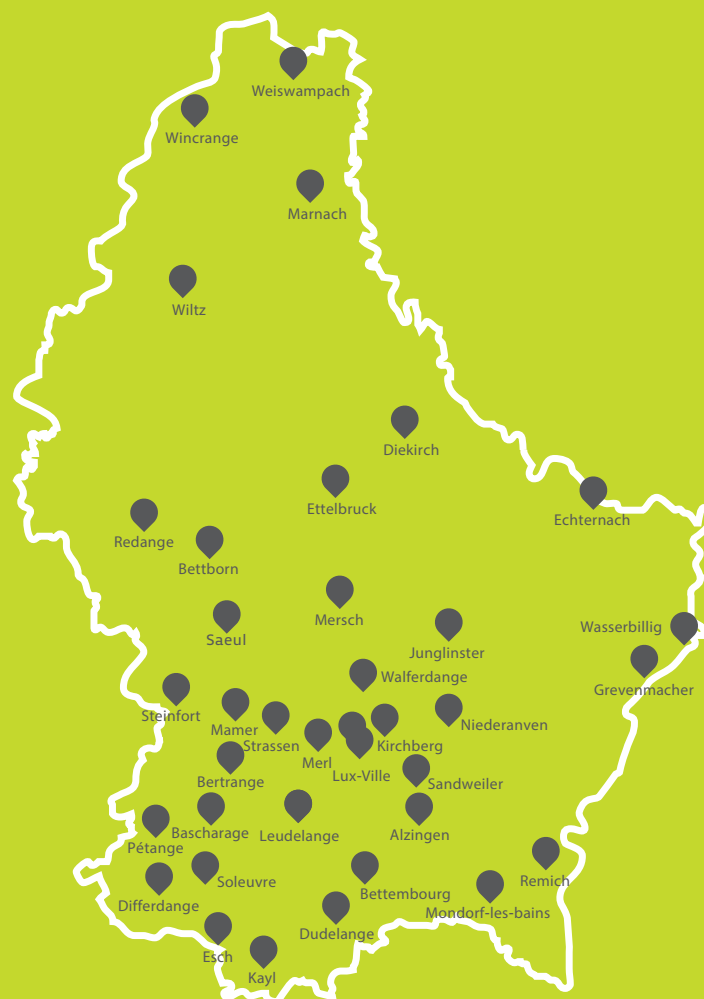 Weiswampach
Wincrange
Marnach
Wiltz
Diekirch
Ettelbruck
Echternach
Redange
Bettborn
Mersch
Saeul
Wasserbillig
Junglinster
Walferdange
Grevenmacher
Steinfort
Mamer
Niederanven
Strassen
Kirchberg
Merl
Lux-Ville
Bertrange
Sandweiler
Bascharage
Leudelange
Alzingen
Pétange
Soleuvre
Remich
Bettembourg
Differdange
Mondorf-les-bains
Dudelange
Esch
Kayl